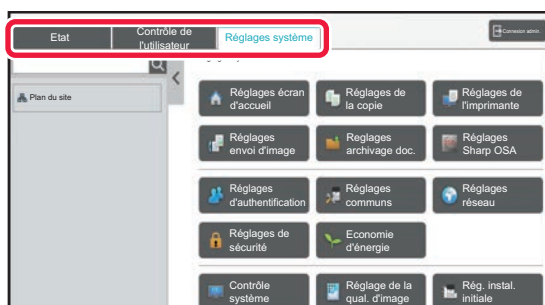 Etat
Contrôle de
l'utilisateur
Réglages système
Connexion admin.
Plan du site
Réglages écran
d'accueil
Réglages de
la copie
Réglages de
l'imprimante
Réglages
envoi d'image
Reglages
archivage doc.
Réglages
Sharp OSA
Réglages
d'authentification
Réglages
communs
Réglages
réseau
Réglages de
sécurité
Economie
d'énergie
Contrôle
système
Réglage de la
qual. d'image
Rég. instal.
initiale